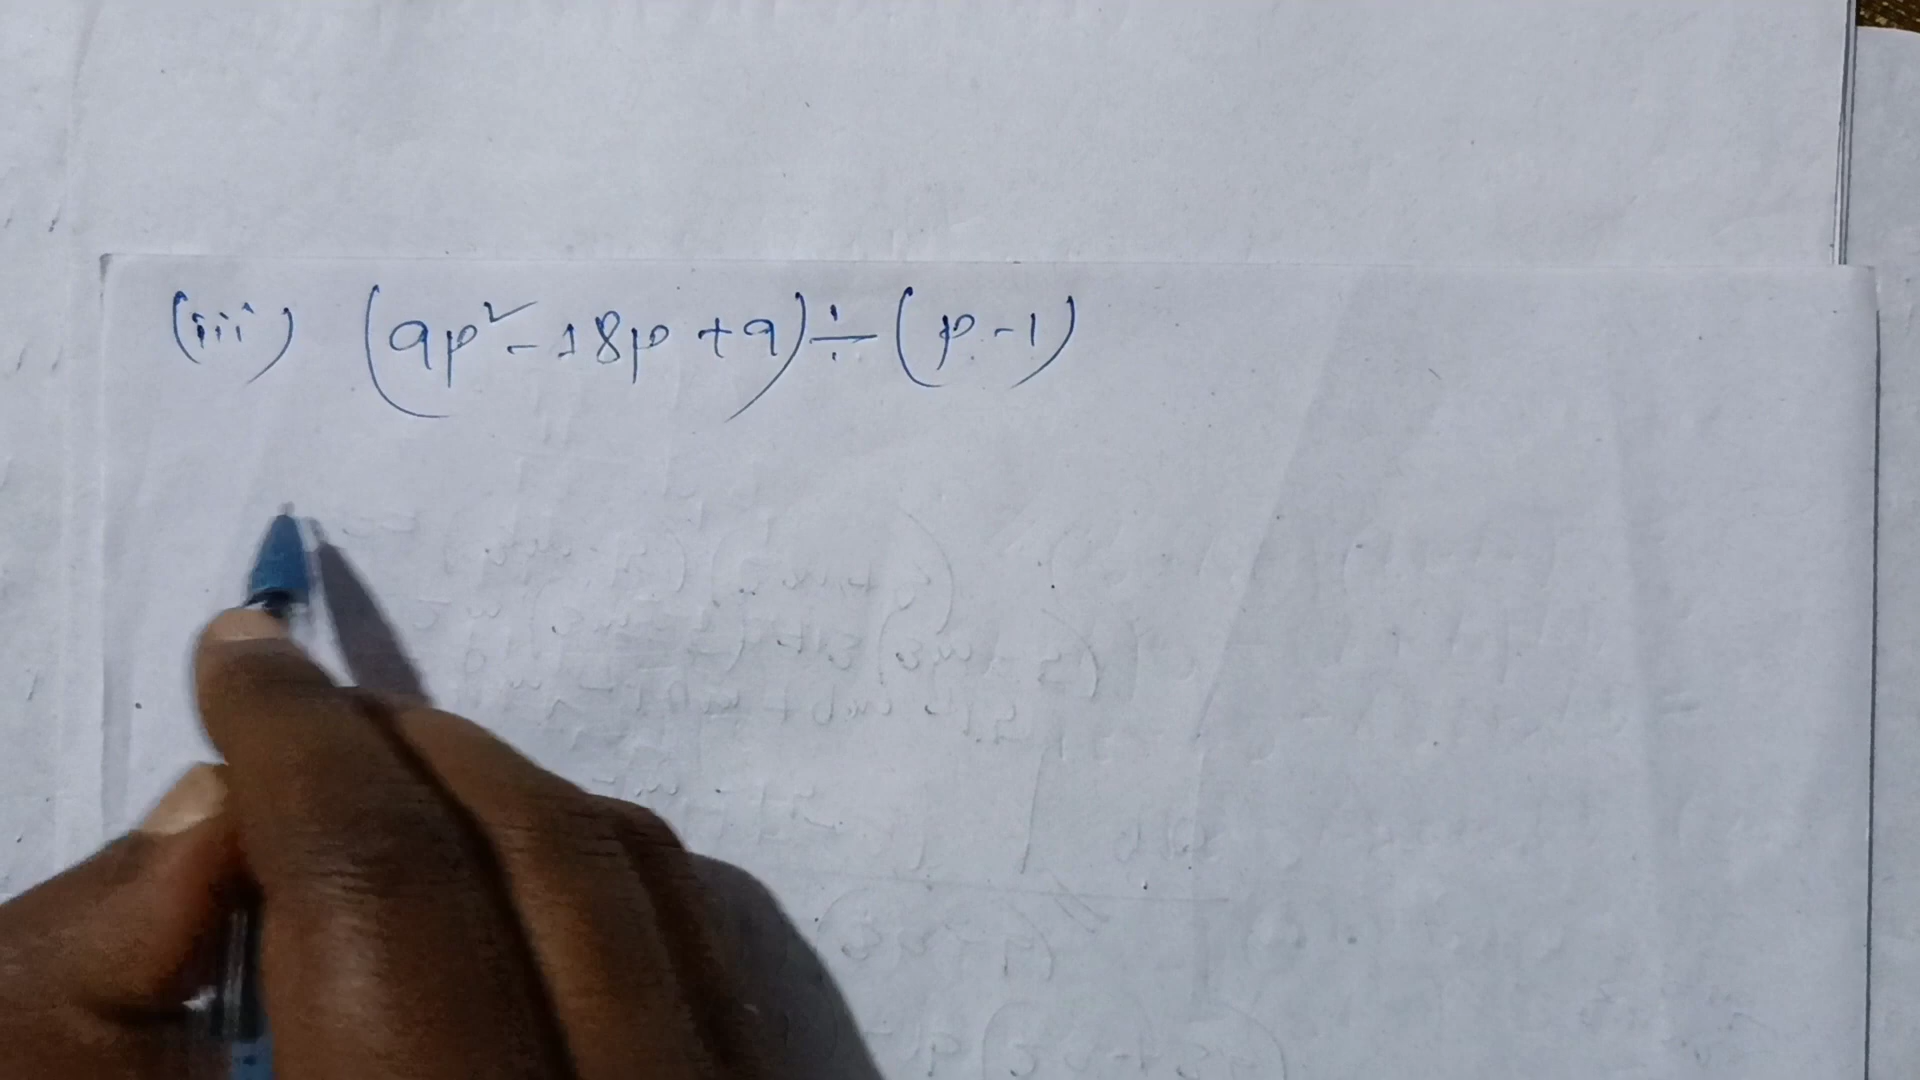 (iii) (9p² - 18p + 9) ÷ (p - 1)